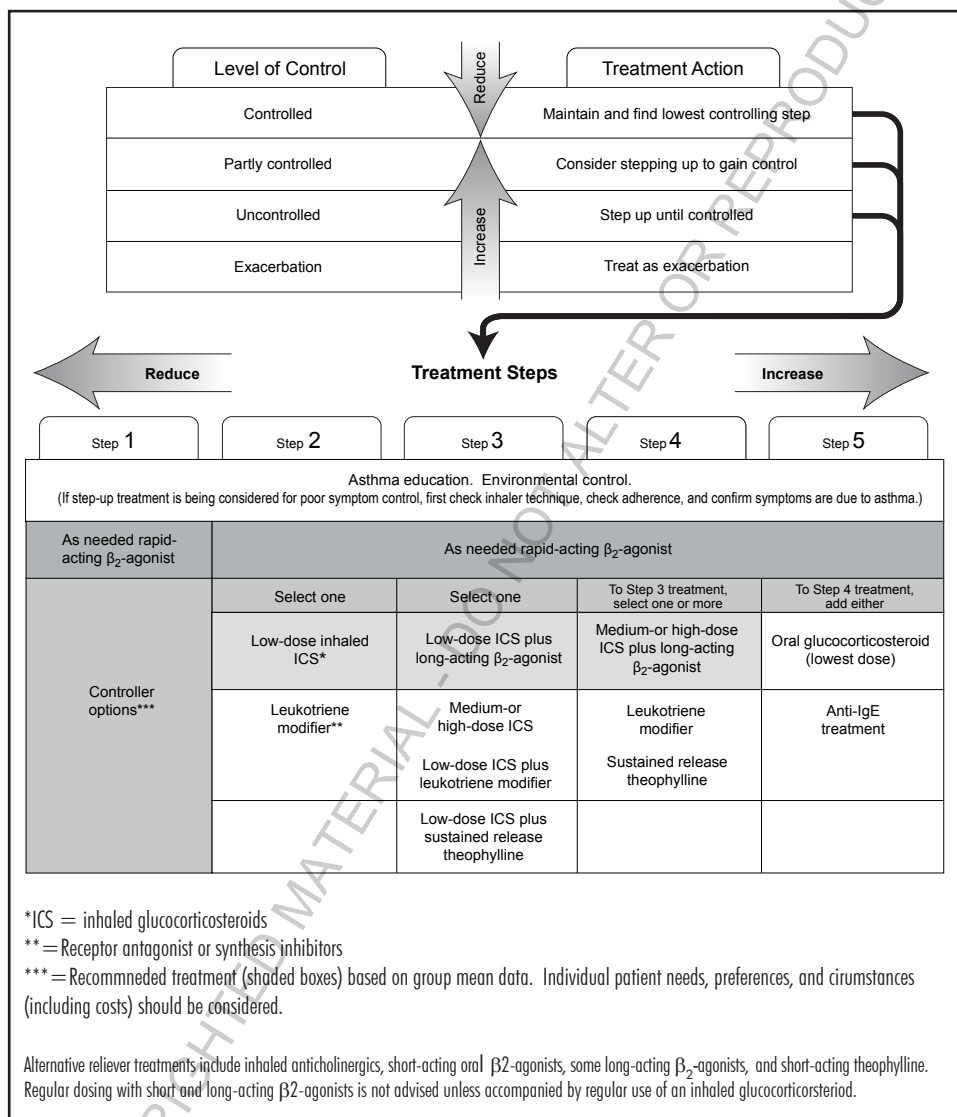 Level of Control
Reduce
Treatment Action
Controlled
Maintain and find lowest controlling step
Partly controlled
Consider stepping up to gain control
Uncontrolled
Increase
Step up until controlled
Exacerbation
Treat as exacerbation
Reduce
Treatment Steps
Increase
Step 1
Step 2
Step 3
Step 4
Step 5
Asthma education. Environmental control.
(If step-up treatment is being considered for poor symptom control, first check inhaler technique, check adherence, and confirm symptoms are due to asthma.)
As needed rapid-
acting β₂-agonist
As needed rapid-acting β₂-agonist
Controller
options***
Select one
Select one
To Step 3 treatment,
select one or more
To Step 4 treatment,
add either
Low-dose inhaled
ICS*
Low-dose ICS plus
long-acting β₂-agonist
Medium-or high-dose
ICS plus long-acting
β₂-agonist
Oral glucocorticosteroid
(lowest dose)
Leukotriene
modifier**
Medium-or
high-dose ICS
Leukotriene
modifier
Anti-IgE
treatment
Low-dose ICS plus
leukotriene modifier
Sustained release
theophylline
Low-dose ICS plus
sustained release
theophylline
*ICS = inhaled glucocorticosteroids
**=Receptor antagonist or synthesis inhibitors
***=Recommneded treatment (shaded boxes) based on group mean data. Individual patient needs, preferences, and cirumstances
(including costs) should be considered.
Alternative reliever treatments include inhaled anticholinergics, short-acting oral β2-agonists, some long-acting β₂-agonists, and short-acting theophylline.
Regular dosing with short and long-acting β2-agonists is not advised unless accompanied by regular use of an inhaled glucocorticorsteriod.
MATERIAL - DO NOT ALTER OR